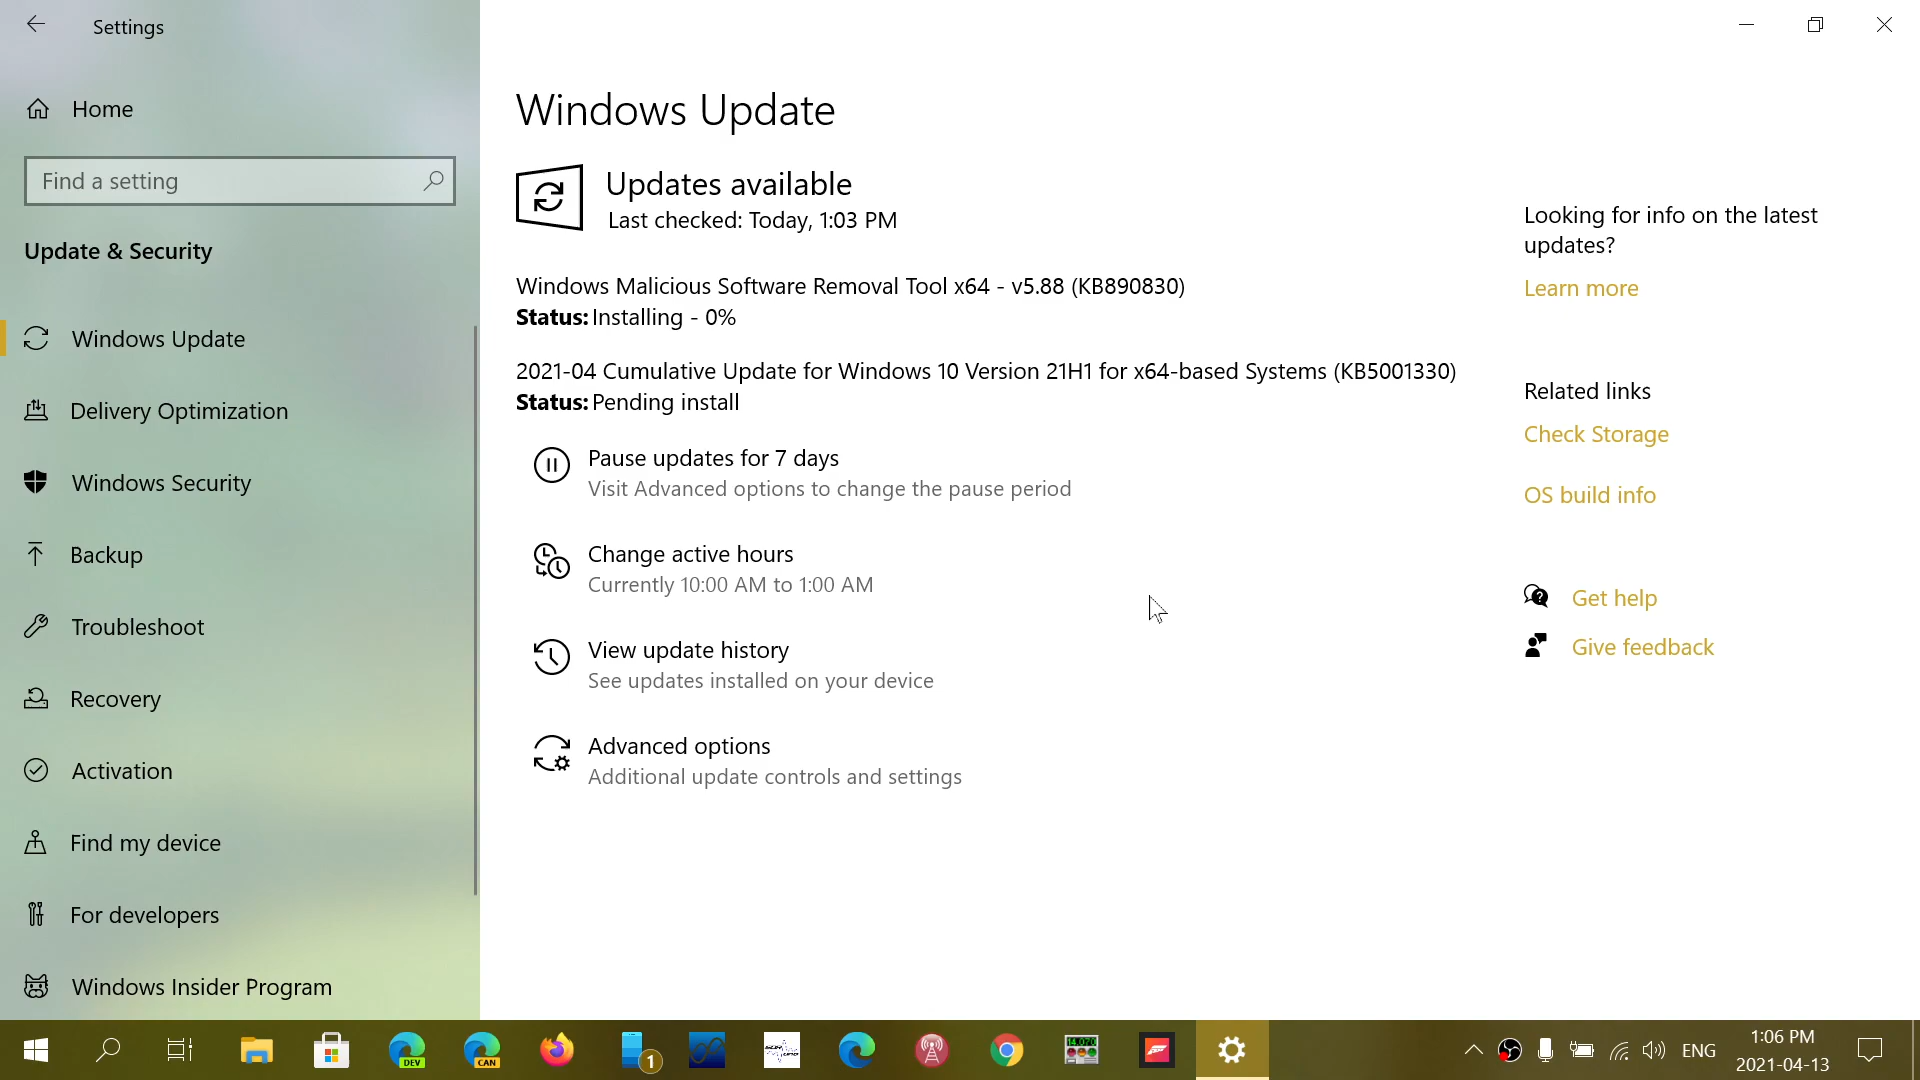 Settings
Home
Find a setting
Update & Security
Windows Update
Delivery Optimization
Windows Security
Backup
Troubleshoot
Recovery
Activation
Find my device
For developers
Windows Insider Program
Windows Update
Updates available
Last checked: Today, 1:03 PM
Windows Malicious Software Removal Tool x64 - v5.88 (KB890830)
Status: Installing - 0%
2021-04 Cumulative Update for Windows 10 Version 21H1 for x64-based Systems (KB5001330)
Status: Pending install
Pause updates for 7 days
Visit Advanced options to change the pause period
Change active hours
Currently 10:00 AM to 1:00 AM
View update history
See updates installed on your device
Advanced options
Additional update controls and settings
Looking for info on the latest
updates?
Learn more
Related links
Check Storage
OS build info
Get help
Give feedback
DEV
CAN
1
14.070
ENG
1:06 PM
2021-04-13